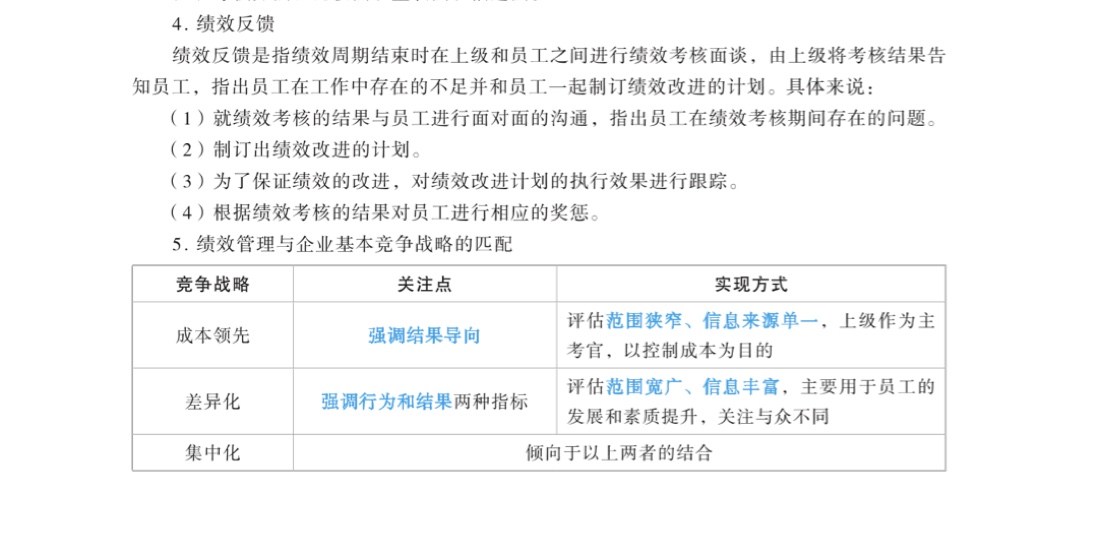 4. 绩效反馈
绩效反馈是指绩效周期结束时在上级和员工之间进行绩效考核面谈，由上级将考核结果告
知员工，指出员工在工作中存在的不足并和员工一起制订绩效改进的计划。具体来说：
（1）就绩效考核的结果与员工进行面对面的沟通，指出员工在绩效考核期间存在的问题。
（2）制订出绩效改进的计划。
（3）为了保证绩效的改进，对绩效改进计划的执行效果进行跟踪。
（4）根据绩效考核的结果对员工进行相应的奖惩。
5. 绩效管理与企业基本竞争战略的匹配
竞争战略 关注点 实现方式
成本领先 强调结果导向 评估范围狭窄、信息来源单一，上级作为主
考官，以控制成本为目的
差异化 强调行为和结果两种指标 评估范围宽广、信息丰富，主要用于员工的
发展和素质提升，关注与众不同
集中化 倾向于以上两者的结合